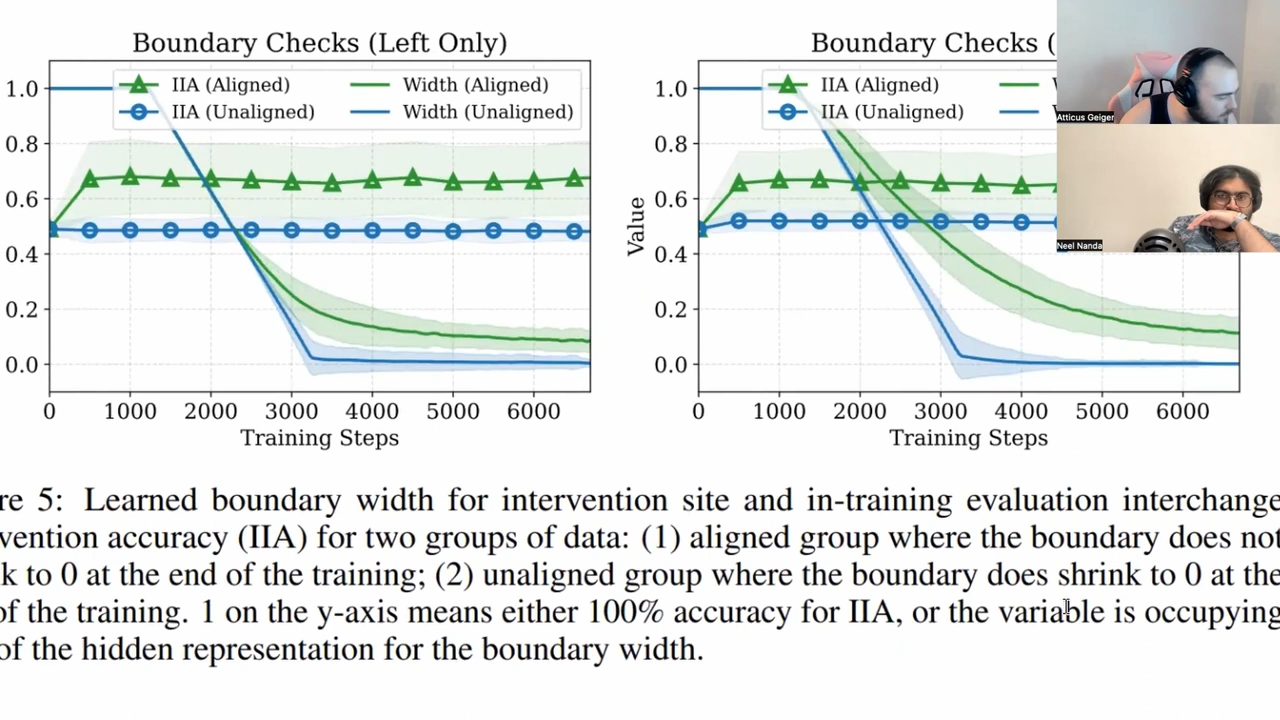 Boundary Checks (Left Only)
IIA (Aligned)
IIA (Unaligned)
Width (Aligned)
Width (Unaligned)
1.0
0.8
0.6
0.4
0.2
0.0
0 1000 2000 3000 4000 5000 6000
Training Steps
Boundary Checks (
IIA (Aligned)
IIA (Unaligned)
1.0
0.8
0.6
0.4
0.2
0.0
Value
0 1000 2000 3000 4000 5000 6000
Training Steps
Atticus Geiger
Neel Nanda
re 5: Learned boundary width for intervention site and in-training evaluation interchange
vention accuracy (IIA) for two groups of data: (1) aligned group where the boundary does not
k to 0 at the end of the training; (2) unaligned group where the boundary does shrink to 0 at the
of the training. 1 on the y-axis means either 100% accuracy for IIA, or the variable is occupying
of the hidden representation for the boundary width.